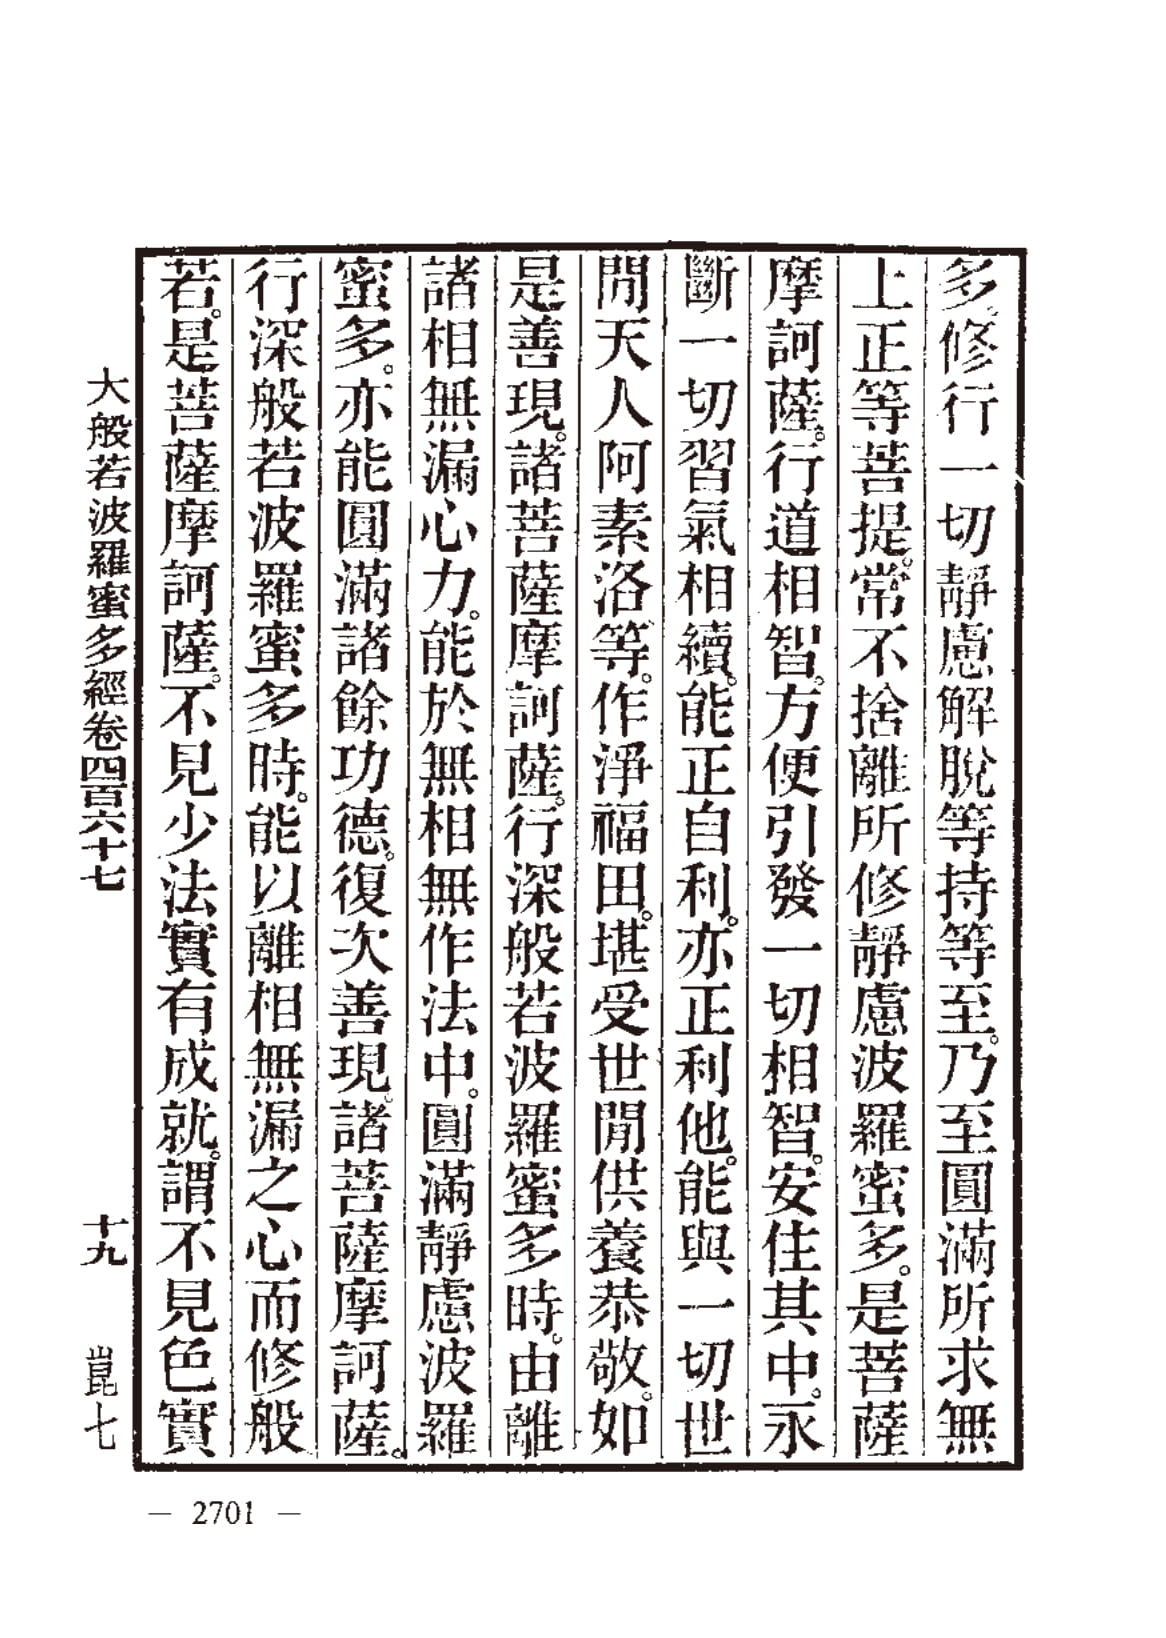 多。修行一切靜慮解脫等持等至。乃至圓滿所求無
上正等菩提。常不捨離所修靜慮波羅蜜多。是菩薩
摩訶薩。行道相智。方便引發一切相智。安住其中。永
斷一切習氣相續。能正自利。亦正利他。能與一切世
間天人阿素洛等。作淨福田。堪受世間供養恭敬。如
是善現。諸菩薩摩訶薩。行深般若波羅蜜多時。由離
諸相無漏心力。能於無相無作法中。圓滿靜慮波羅
蜜多。亦能圓滿諸餘功德。復次善現。諸菩薩摩訶薩。
行深般若波羅蜜多時。能以離相無漏之心而修般
若。是菩薩摩訶薩。不見少法實有成就。謂不見色實
大般若波羅蜜多經卷四百六十七 十九 崑七
— 2701 —